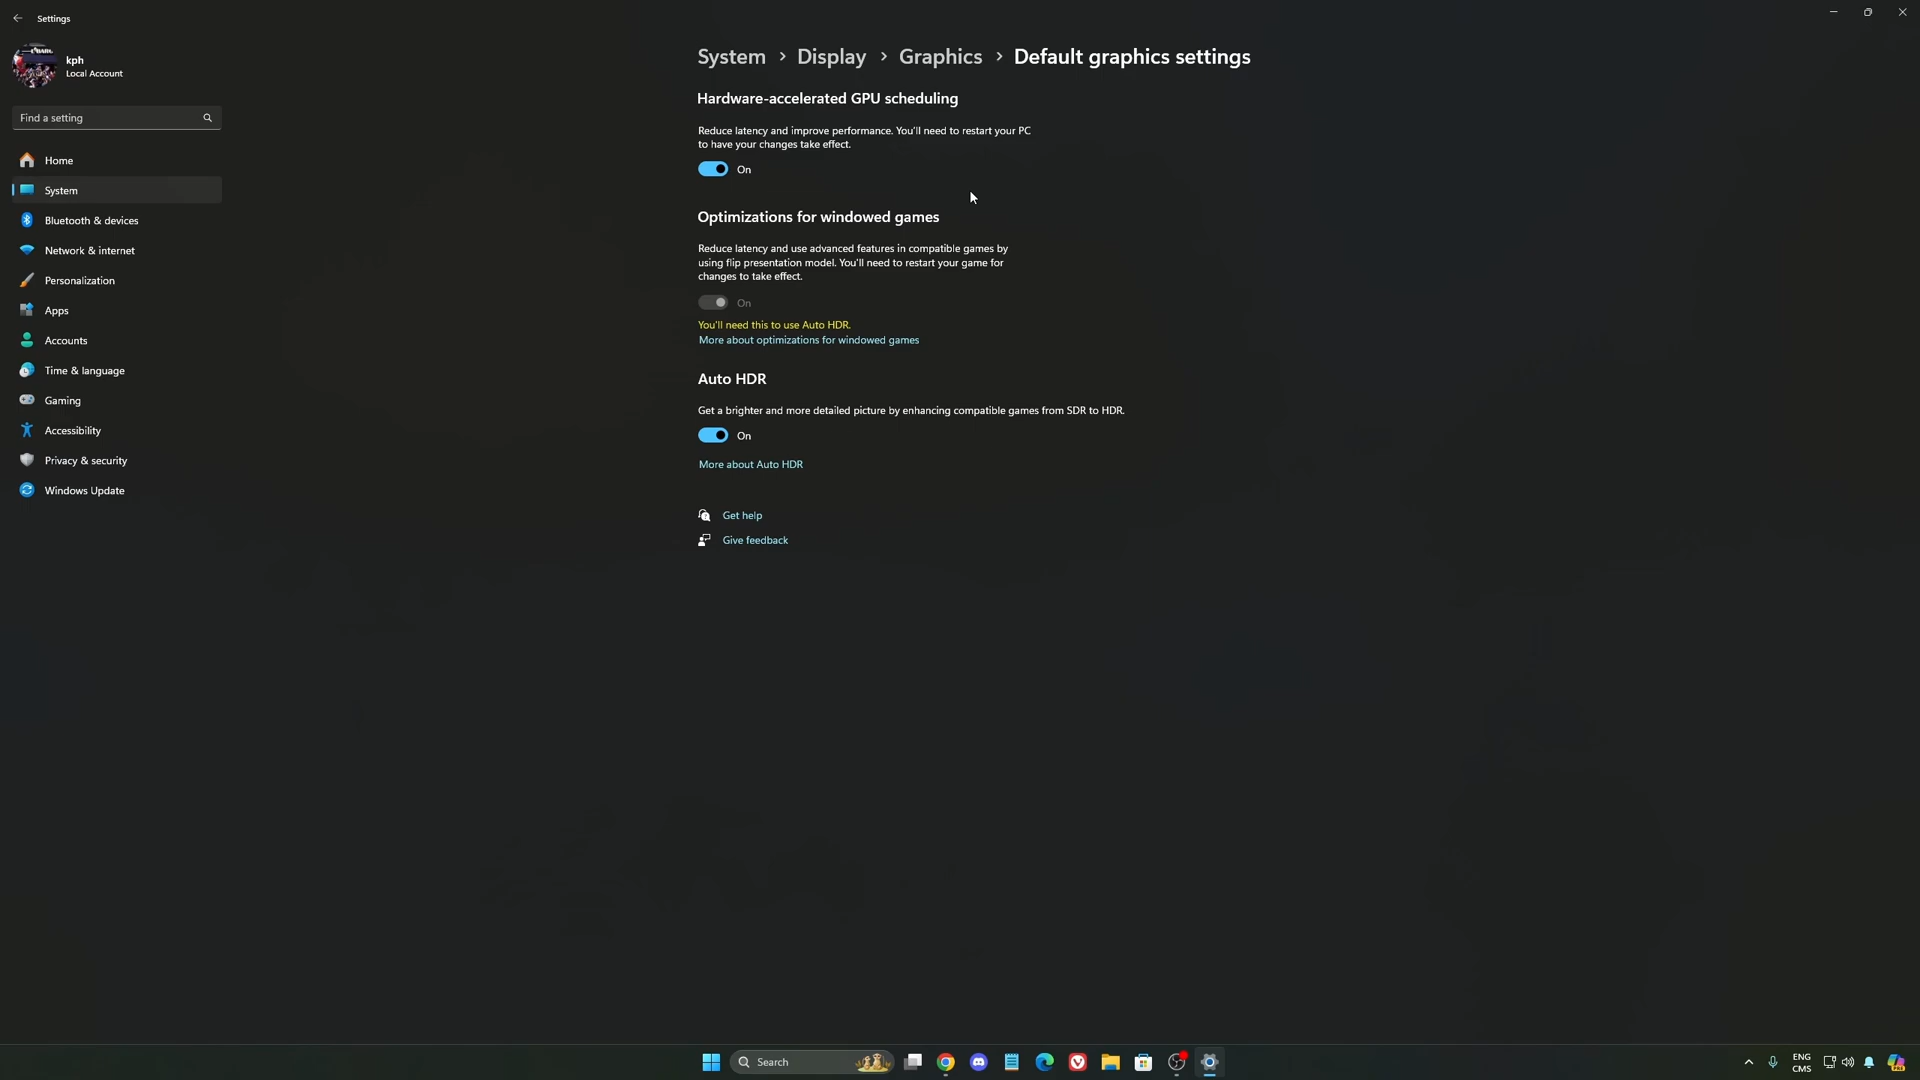 Settings
kph
Local Account
Find a setting
Home
System
Bluetooth & devices
Network & internet
Personalization
Apps
Accounts
Time & language
Gaming
Accessibility
Privacy & security
Windows Update
System > Display > Graphics > Default graphics settings
Hardware-accelerated GPU scheduling
Reduce latency and improve performance. You'll need to restart your PC
to have your changes take effect.
On
Optimizations for windowed games
Reduce latency and use advanced features in compatible games by
using flip presentation model. You'll need to restart your game for
changes to take effect.
On
You'll need this to use Auto HDR.
More about optimizations for windowed games
Auto HDR
Get a brighter and more detailed picture by enhancing compatible games from SDR to HDR.
On
More about Auto HDR
Get help
Give feedback
Search
ENG
CMS